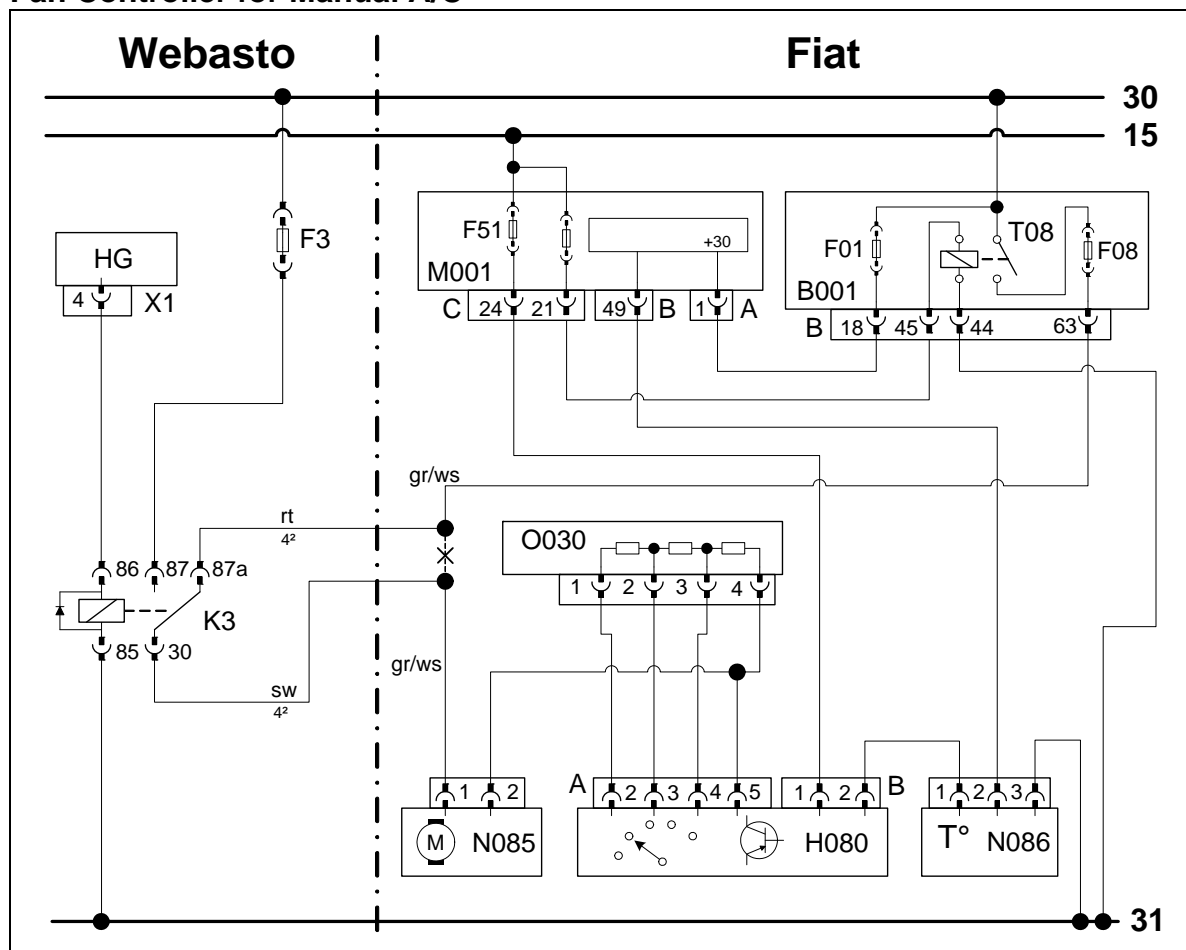 Fan Controller for Manual A/C
Webasto Fiat
30
15
F3
HG
4 X1
F51
M001
+30
C 24 21 49 B 1 A
F01 T08 F08
B001
B 18 45 44 63
gr/ws
rt
4²
O030
1 2 3 4
86 87 87a
K3
85 30
sw
4²
gr/ws
1 2
M N085
A 2 3 4 5 1 2 B
H080
1 2 3
T° N086
31